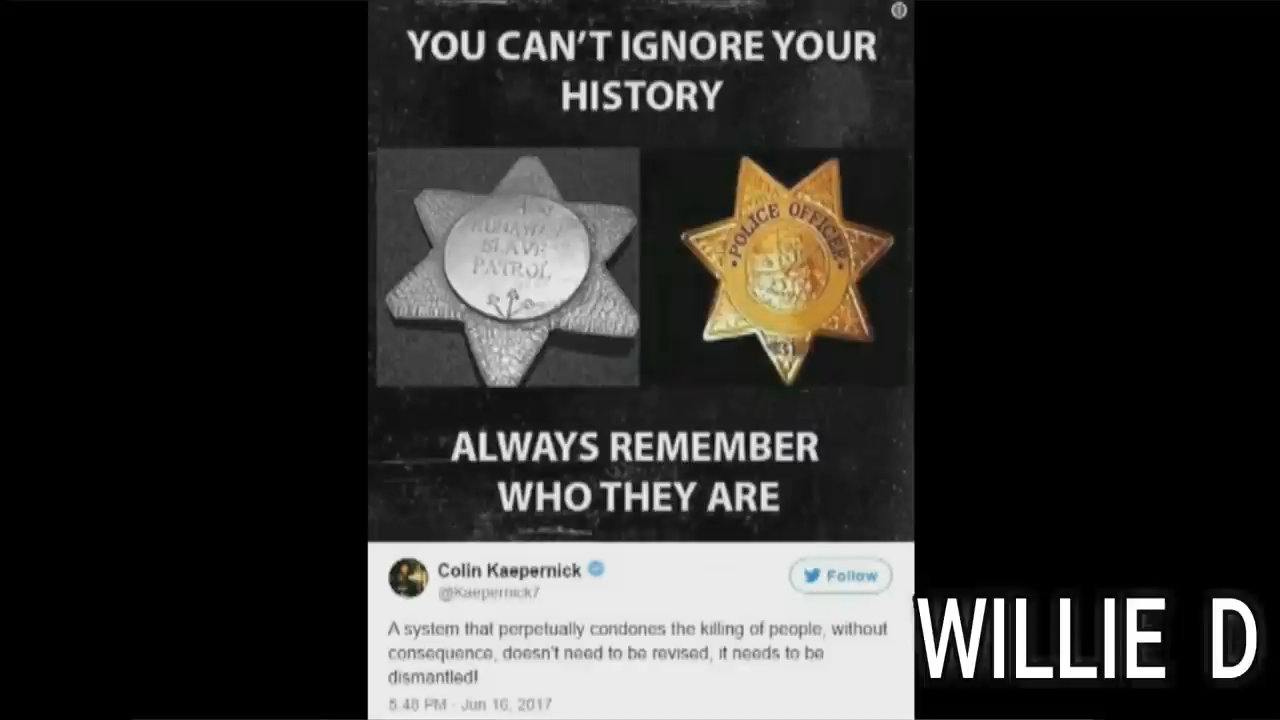 YOU CAN'T IGNORE YOUR
HISTORY
RUNAWAY
SLAVE
PATROL
POLICE OFFICER
31
ALWAYS REMEMBER
WHO THEY ARE
Colin Kaepernick
Follow
@Kaepernick7
A system that perpetually condones the killing of people, without
consequence, doesn't need to be revised, it needs to be
dismantled!
5:48 PM - Jun 16, 2017
WILLIE D